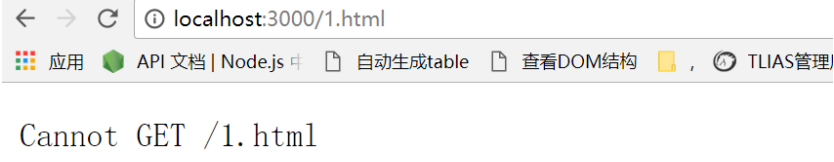 localhost:3000/1.html
应用 API 文档 | Node.js 中 自动生成table 查看DOM结构 , TLIAS管理
Cannot GET /1.html